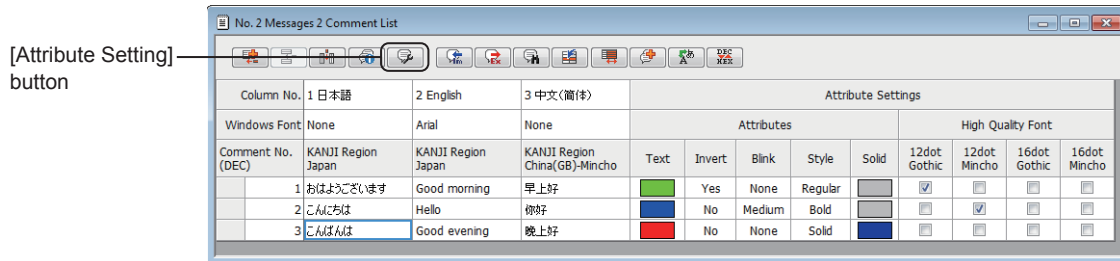 No. 2 Messages 2 Comment List
[Attribute Setting]
button
Im Ex DEC HEX
Column No. 1 日本語 2 English 3 中文(简体) Attribute Settings
Windows Font None Arial None Attributes High Quality Font
Comment No. (DEC) KANJI Region Japan KANJI Region Japan KANJI Region China(GB)-Mincho Text Invert Blink Style Solid 12dot Gothic 12dot Mincho 16dot Gothic 16dot Mincho
1 おはようございます Good morning 早上好 Yes None Regular
2 こんにちは Hello 你好 No Medium Bold
3 こんばんは Good evening 晚上好 No None Solid